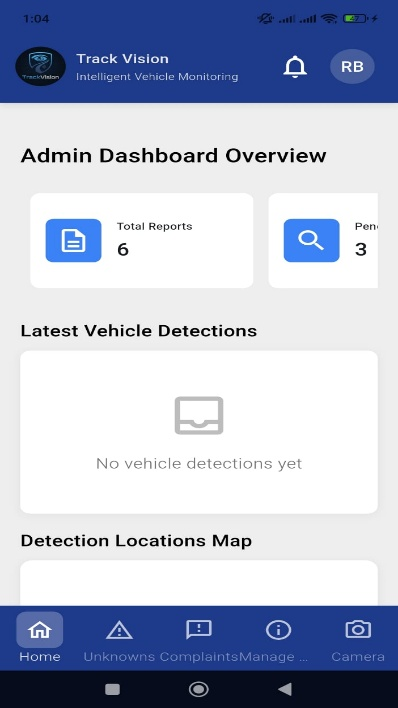 1:04
Track Vision
Intelligent Vehicle Monitoring
RB
TrackVision
Admin Dashboard Overview
Total Reports
6
Pen
3
Latest Vehicle Detections
No vehicle detections yet
Detection Locations Map
Home
Unknowns
Complaints
Manage ...
Camera